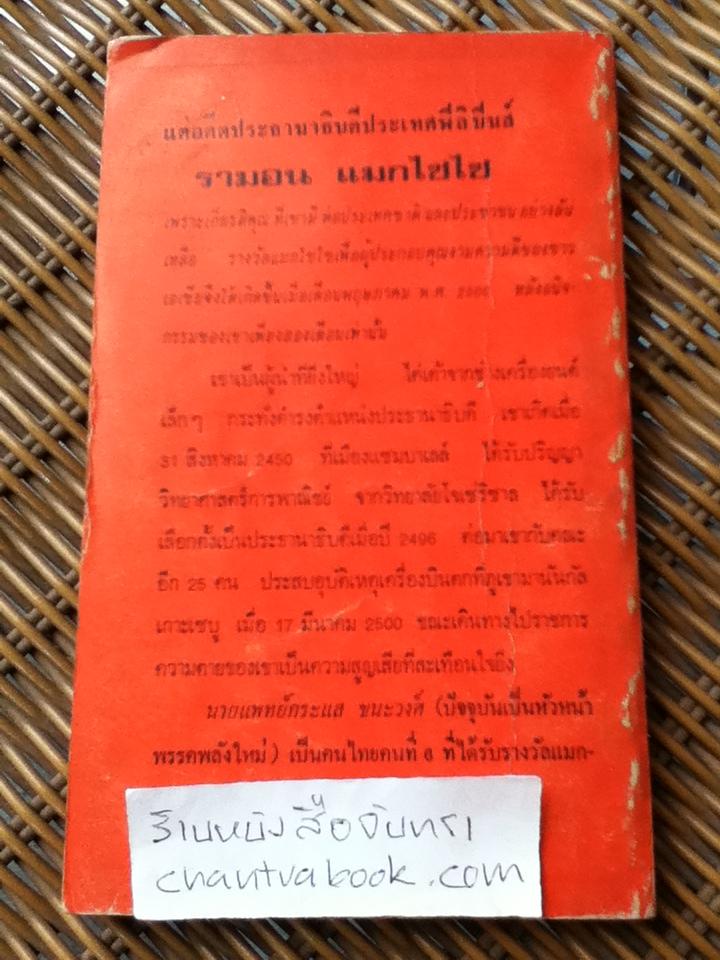 แด่อดีตประธานาธิบดีประเทศฟิลิปปินส์
รามอน แมกไซไซ
เพราะเกียรติคุณ ที่เขามี ต่อประเทศชาติ และประชาชน อย่างล้น
เหลือ รางวัลแมกไซไซเพื่อผู้ประกอบคุณงามความดีของชาว
เอเซียจึงได้เกิดขึ้นเมื่อเดือนพฤษภาคม พ.ศ. 2500 หลังอนิจ-
กรรมของเขาเพียงสองเดือนเท่านั้น
เขาเป็นผู้นำที่ยิ่งใหญ่ ไต่เต้าจากช่างเครื่องยนต์
เล็กๆ กระทั่งดำรงตำแหน่งประธานาธิบดี เขาเกิดเมื่อ
31 สิงหาคม 2450 ที่เมืองแซมบาเลส์ ได้รับปริญญา
วิทยาศาสตร์การพาณิชย์ จากวิทยาลัยโจเซ่ริซาล ได้รับ
เลือกตั้งเป็นประธานาธิบดีเมื่อปี 2496 ต่อมาเขากับคณะ
อีก 25 คน ประสบอุบัติเหตุเครื่องบินตกที่ภูเขามานันกัล
เกาะเซบู เมื่อ 17 มีนาคม 2500 ขณะเดินทางไปราชการ
ความตายของเขาเป็นความสูญเสียที่สะเทือนใจยิ่ง
นายแพทย์กระแส ชนะวงศ์ (ปัจจุบันเป็นหัวหน้า
พรรคพลังใหม่) เป็นคนไทยคนที่ 8 ที่ได้รับรางวัลแมก-
ร้านหนังสือจันทรา
chantrabook.com